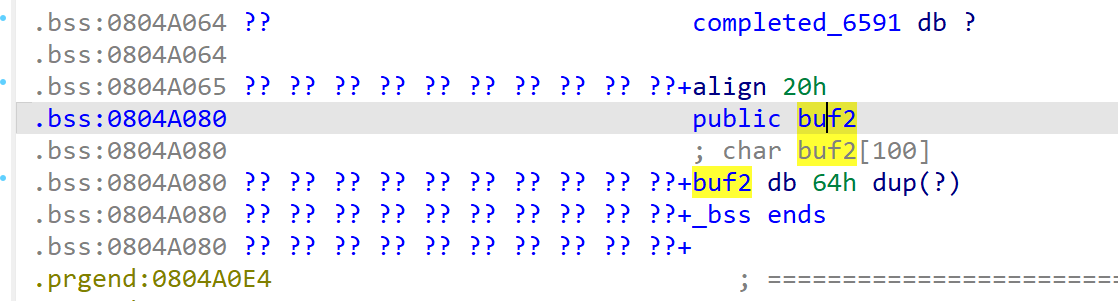 .bss:0804A064 ?? completed_6591 db ?
.bss:0804A064
.bss:0804A065 ?? ?? ?? ?? ?? ?? ?? ?? ??+align 20h
.bss:0804A080 public buf2
.bss:0804A080 ; char buf2[100]
.bss:0804A080 ?? ?? ?? ?? ?? ?? ?? ?? ??+buf2 db 64h dup(?)
.bss:0804A080 ?? ?? ?? ?? ?? ?? ?? ?? ??+_bss ends
.bss:0804A080 ?? ?? ?? ?? ?? ?? ?? ?? ??+
.prgend:0804A0E4 ; =========================